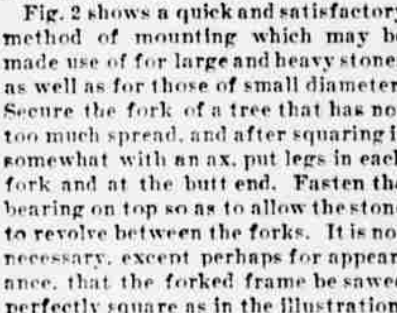 Fig. 2 shows a quick and satisfactory
method of mounting which may be
made use of for large and heavy stone
as well as for those of small diameter
Secure the fork of a tree that has no
too much spread, and after squaring i
somewhat with an ax, put legs in each
fork and at the butt end. Fasten the
bearing on top so as to allow the ston
to revolve between the forks. It is no
necessary, except perhaps for appear
ance, that the forked frame be sawed
perfectly square as in the illustration